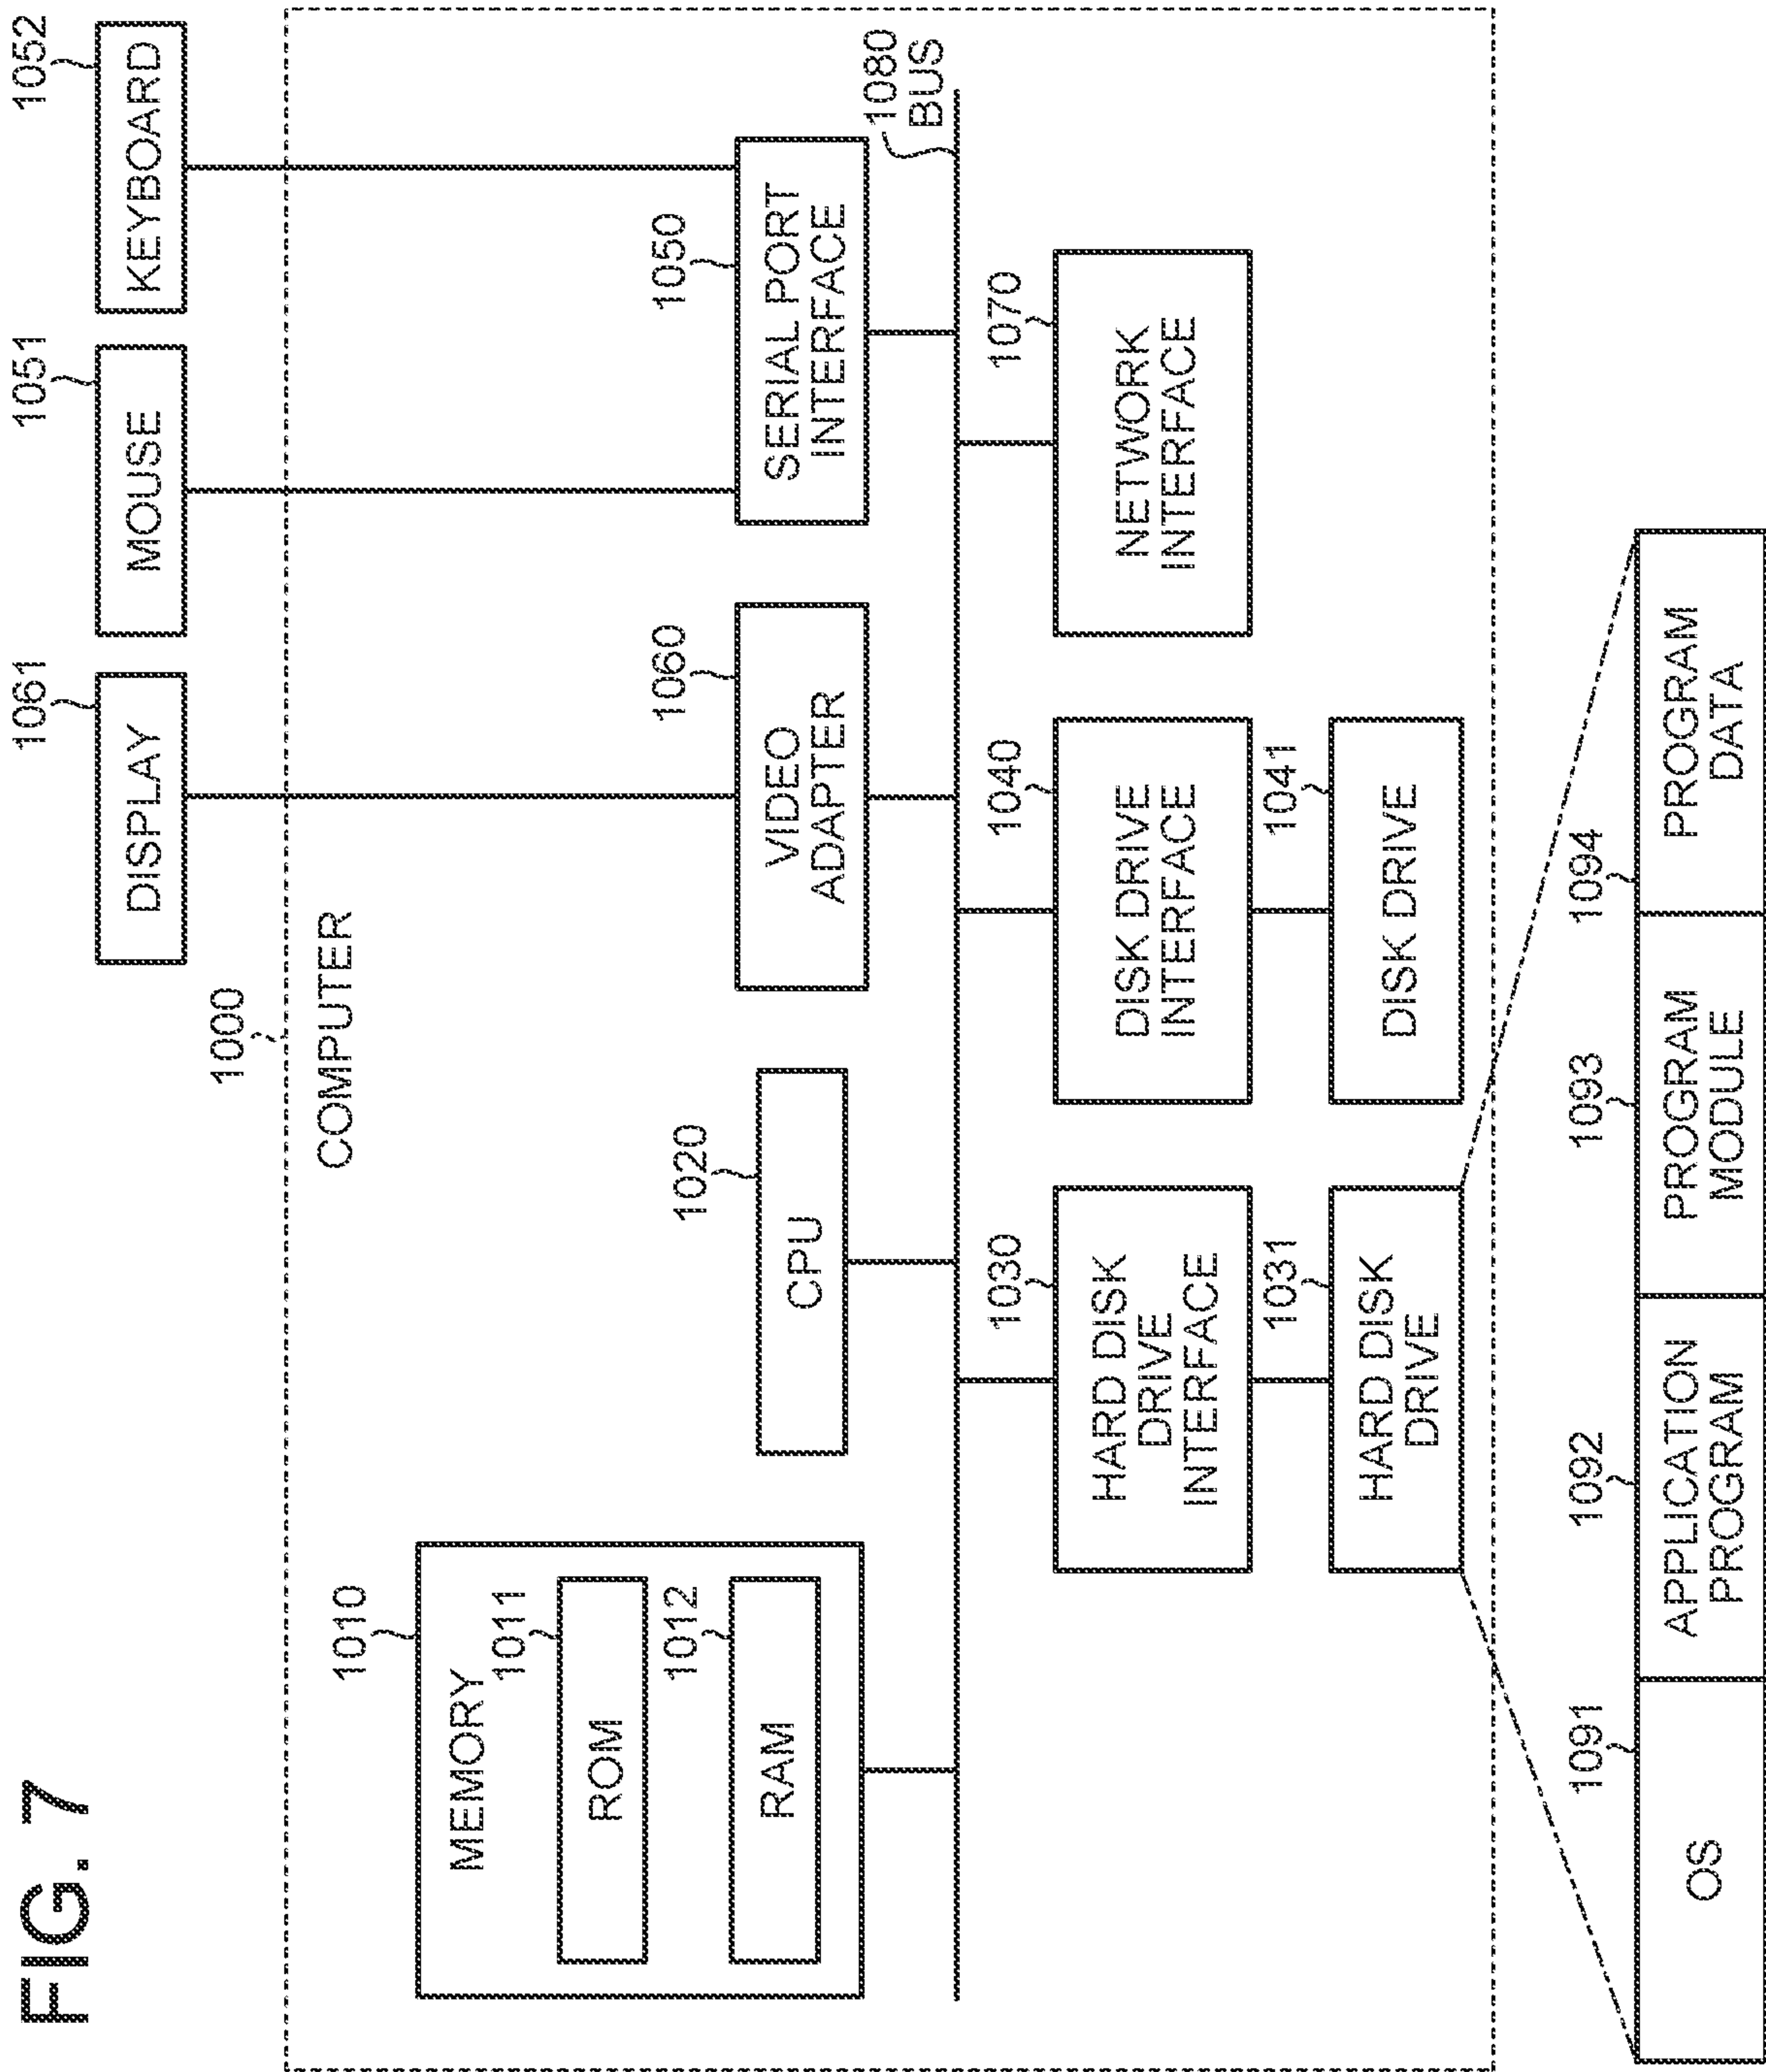 FIG. 7
1061
1051
1052
DISPLAY
MOUSE
KEYBOARD
1000
COMPUTER
1010
MEMORY
1011
ROM
1012
RAM
1020
CPU
1060
VIDEO
ADAPTER
1050
SERIAL PORT
INTERFACE
1080
BUS
1030
HARD DISK
DRIVE
INTERFACE
1040
DISK DRIVE
INTERFACE
1070
NETWORK
INTERFACE
1031
HARD DISK
DRIVE
1041
DISK DRIVE
1091
OS
1092
APPLICATION
PROGRAM
1093
PROGRAM
MODULE
1094
PROGRAM
DATA